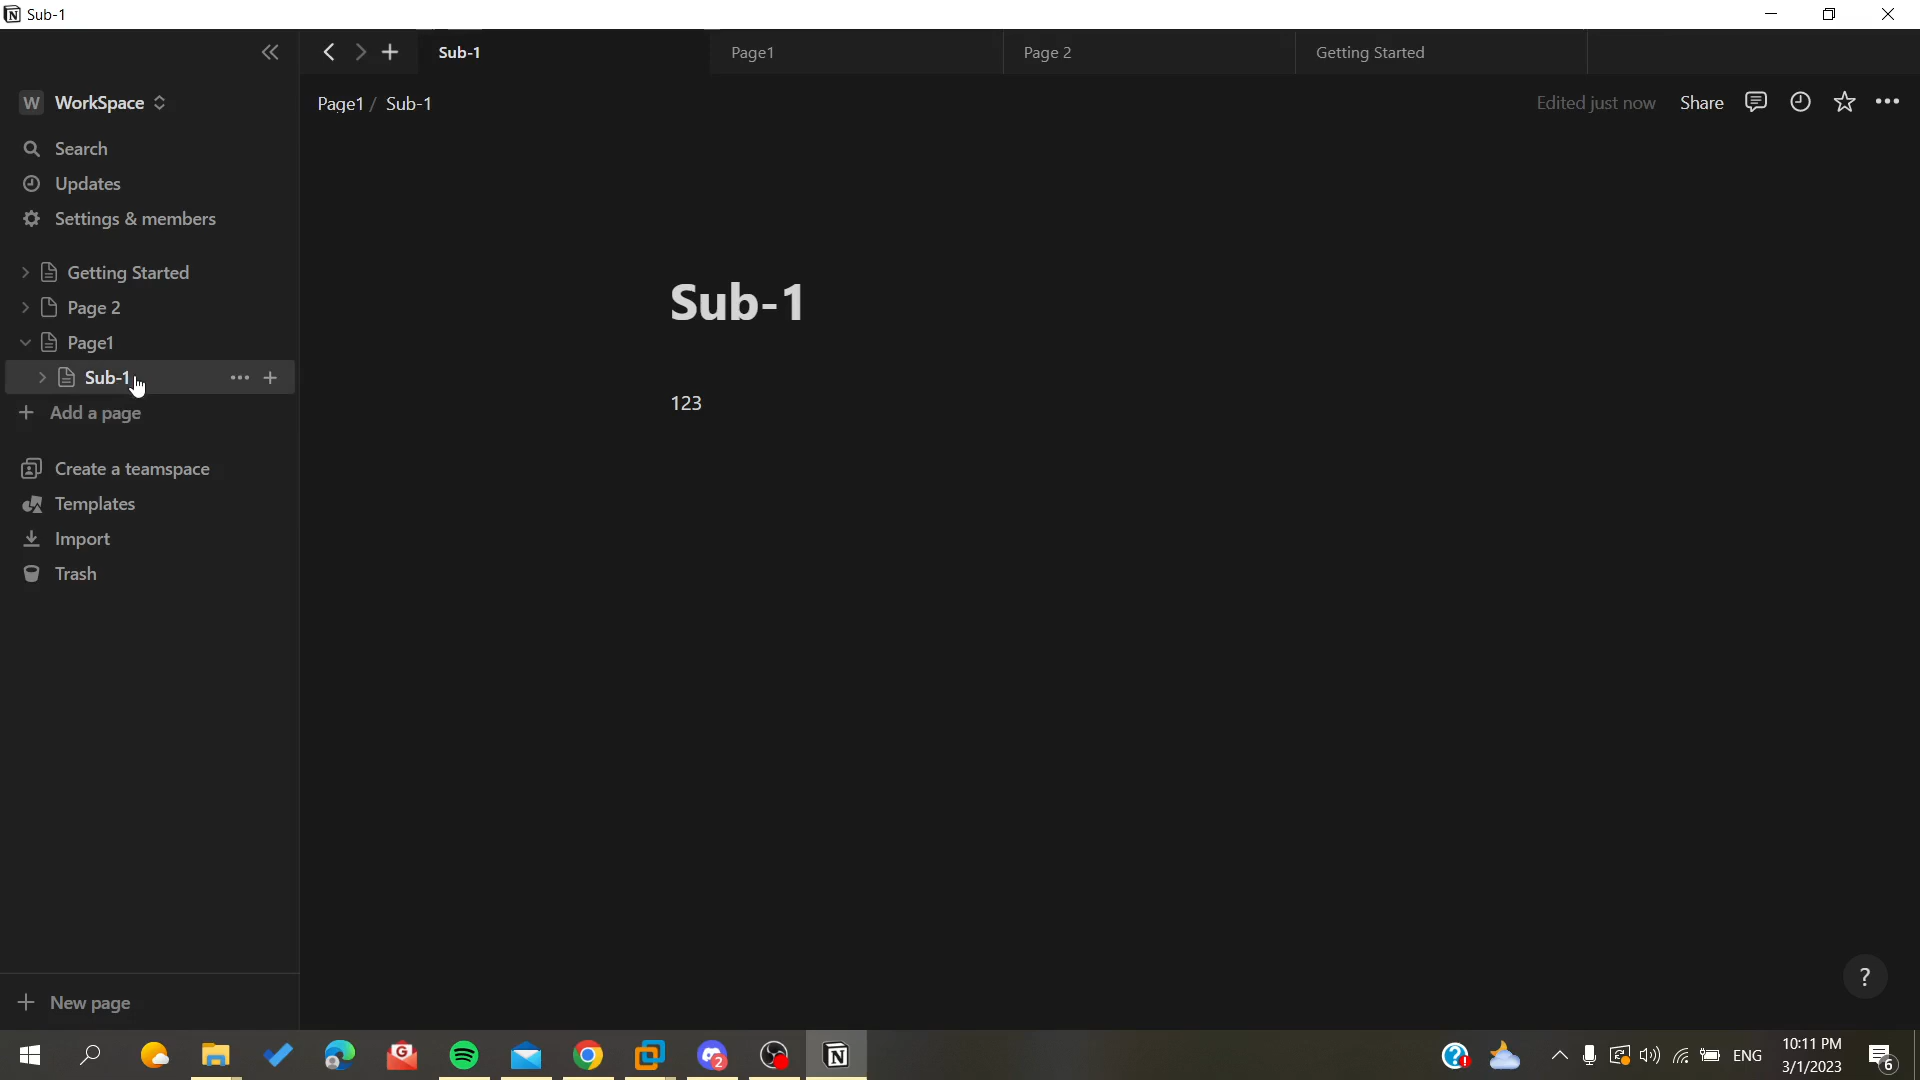 Sub-1
Sub-1 Page1 Page 2 Getting Started
W WorkSpace
Page1 / Sub-1
Edited just now Share
Search
Updates
Settings & members
Getting Started
Page 2
Page1
Sub-1
Add a page
Create a teamspace
Templates
Import
Trash
Sub-1
123
?
New page
ENG
10:11 PM
3/1/2023
2
6